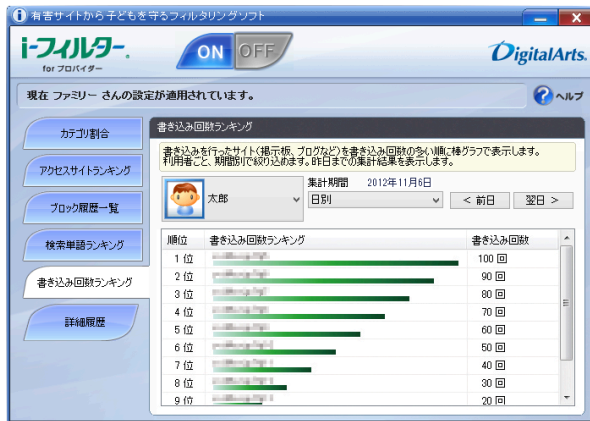 有害サイトから子どもを守るフィルタリングソフト
i-フィルター®
for プロバイダー
ON OFF
DigitalArts.
現在 ファミリー さんの設定が適用されています。
ヘルプ
カテゴリ割合
アクセスサイトランキング
ブロック履歴一覧
検索単語ランキング
書き込み回数ランキング
詳細履歴
書き込み回数ランキング
書き込みを行ったサイト(掲示板、ブログなど)を書き込み回数の多い順に棒グラフで表示します。
利用者ごと、期間別で絞り込めます。昨日までの集計結果を表示します。
太郎
集計期間 2012年11月6日
日別
< 前日 翌日 >
順位 書き込み回数ランキング 書き込み回数
1 位 100 回
2 位 90 回
3 位 80 回
4 位 70 回
5 位 60 回
6 位 50 回
7 位 40 回
8 位 30 回
9 位 20 回